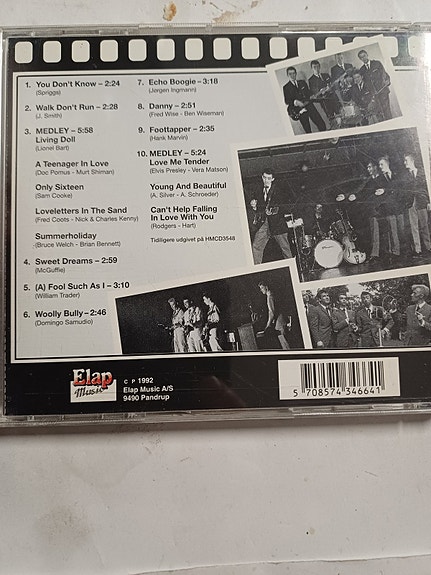 1. You Don't Know – 2:24
(Spriggs)
2. Walk Don't Run – 2:28
(J. Smith)
3. MEDLEY – 5:58
Living Doll
(Lionel Bart)
A Teenager In Love
(Doc Pomus - Murt Shiman)
Only Sixteen
(Sam Cooke)
Loveletters In The Sand
(Fred Coots - Nick & Charles Kenny)
Summerholiday
(Bruce Welch - Brian Bennett)
4. Sweet Dreams – 2:59
(McGuffie)
5. (A) Fool Such As I – 3:10
(William Trader)
6. Woolly Bully – 2:46
(Domingo Samudio)
7. Echo Boogie – 3:18
(Jørgen Ingmann)
8. Danny – 2:51
(Fred Wise - Ben Wiseman)
9. Foottapper – 2:35
(Hank Marvin)
10. MEDLEY – 5:24
Love Me Tender
(Elvis Presley - Vera Matson)
Young And Beautiful
(A. Silver - A. Schroeder)
Can't Help Falling
In Love With You
(Rodgers - Hart)
Tidligere udgivet på HMCD3548
Elap
Music
C P 1992
Elap Music A/S
9490 Pandrup
5 708574 346641